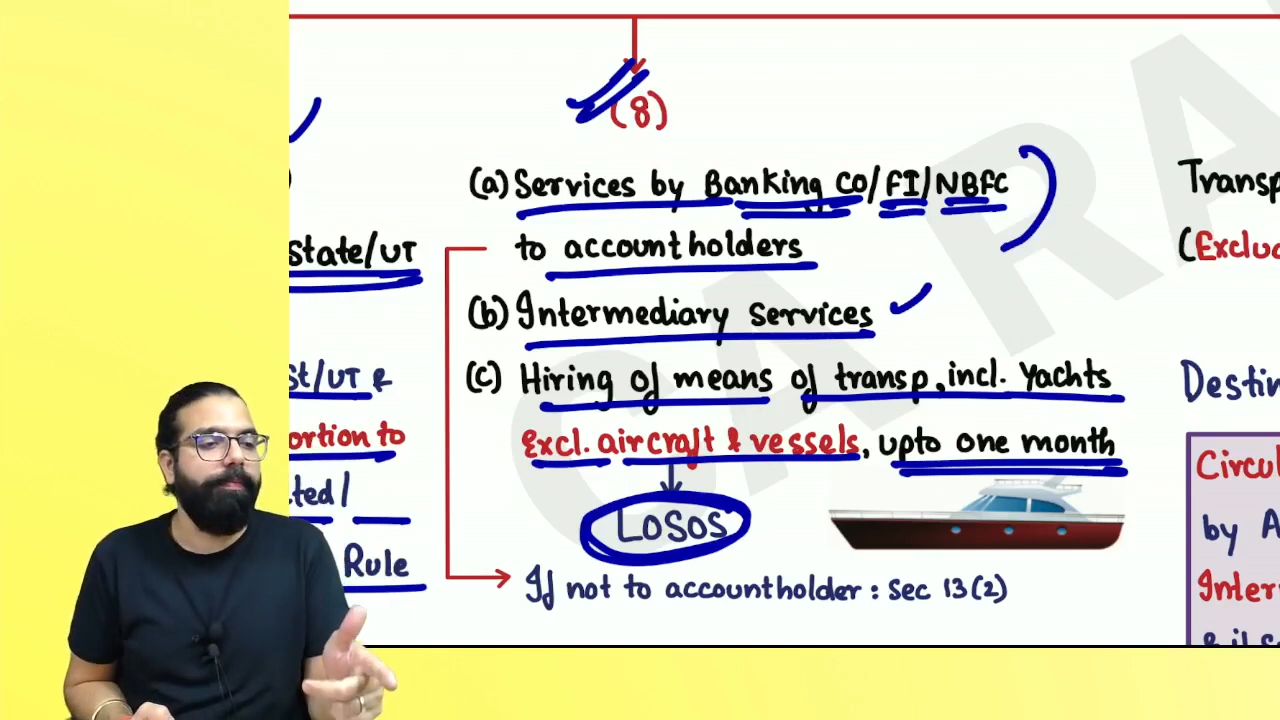 (8)
(a) Services by Banking Co/FI/NBFC
to accountholders
(b) Intermediary Services
(c) Hiring of means of transp, incl. Yachts
Excl. aircraft & vessels, upto one month
LOSOS
If not to accountholder : Sec 13(2)
State/UT
St/UT &
ortion to
ted/
Rule
Transp
(Exclu
Destin
Circul
by A
Inter
CA RA